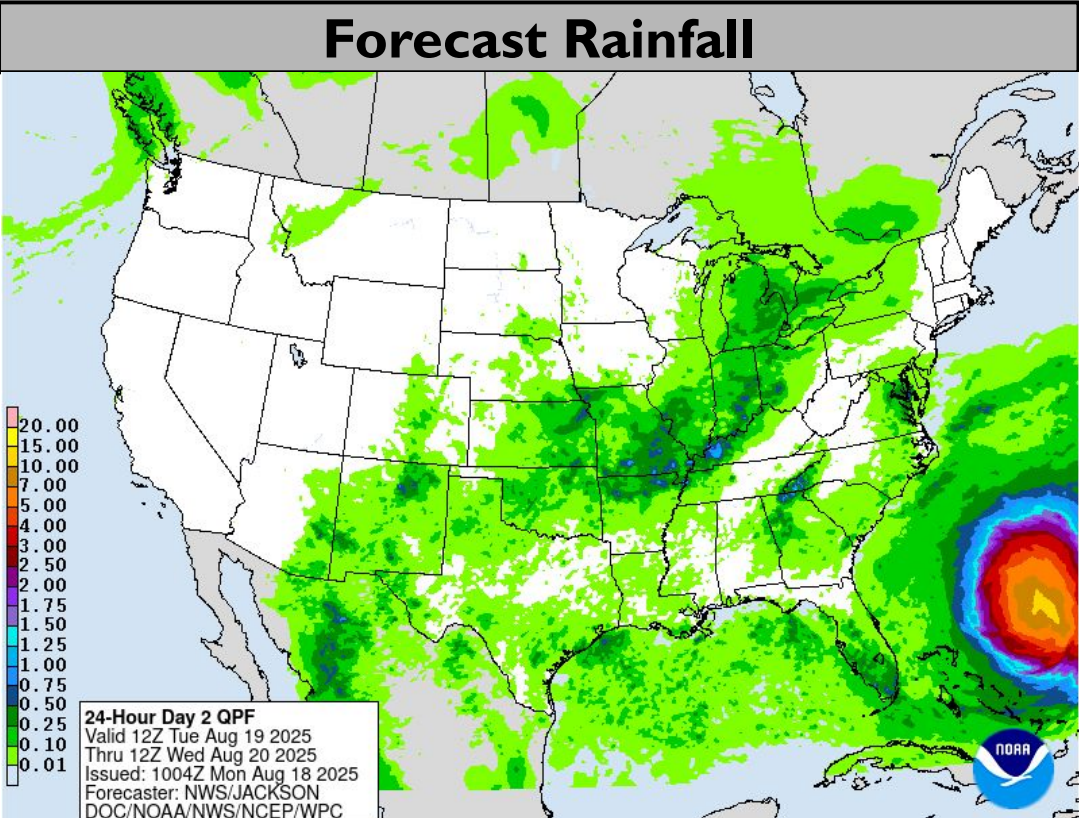 Forecast Rainfall
20.00
15.00
10.00
7.00
5.00
4.00
3.00
2.50
2.00
1.75
1.50
1.25
1.00
0.75
0.50
0.25
0.10
0.01
24-Hour Day 2 QPF
Valid 12Z Tue Aug 19 2025
Thru 12Z Wed Aug 20 2025
Issued: 1004Z Mon Aug 18 2025
Forecaster: NWS/JACKSON
DOC/NOAA/NWS/NCEP/WPC
NOAA